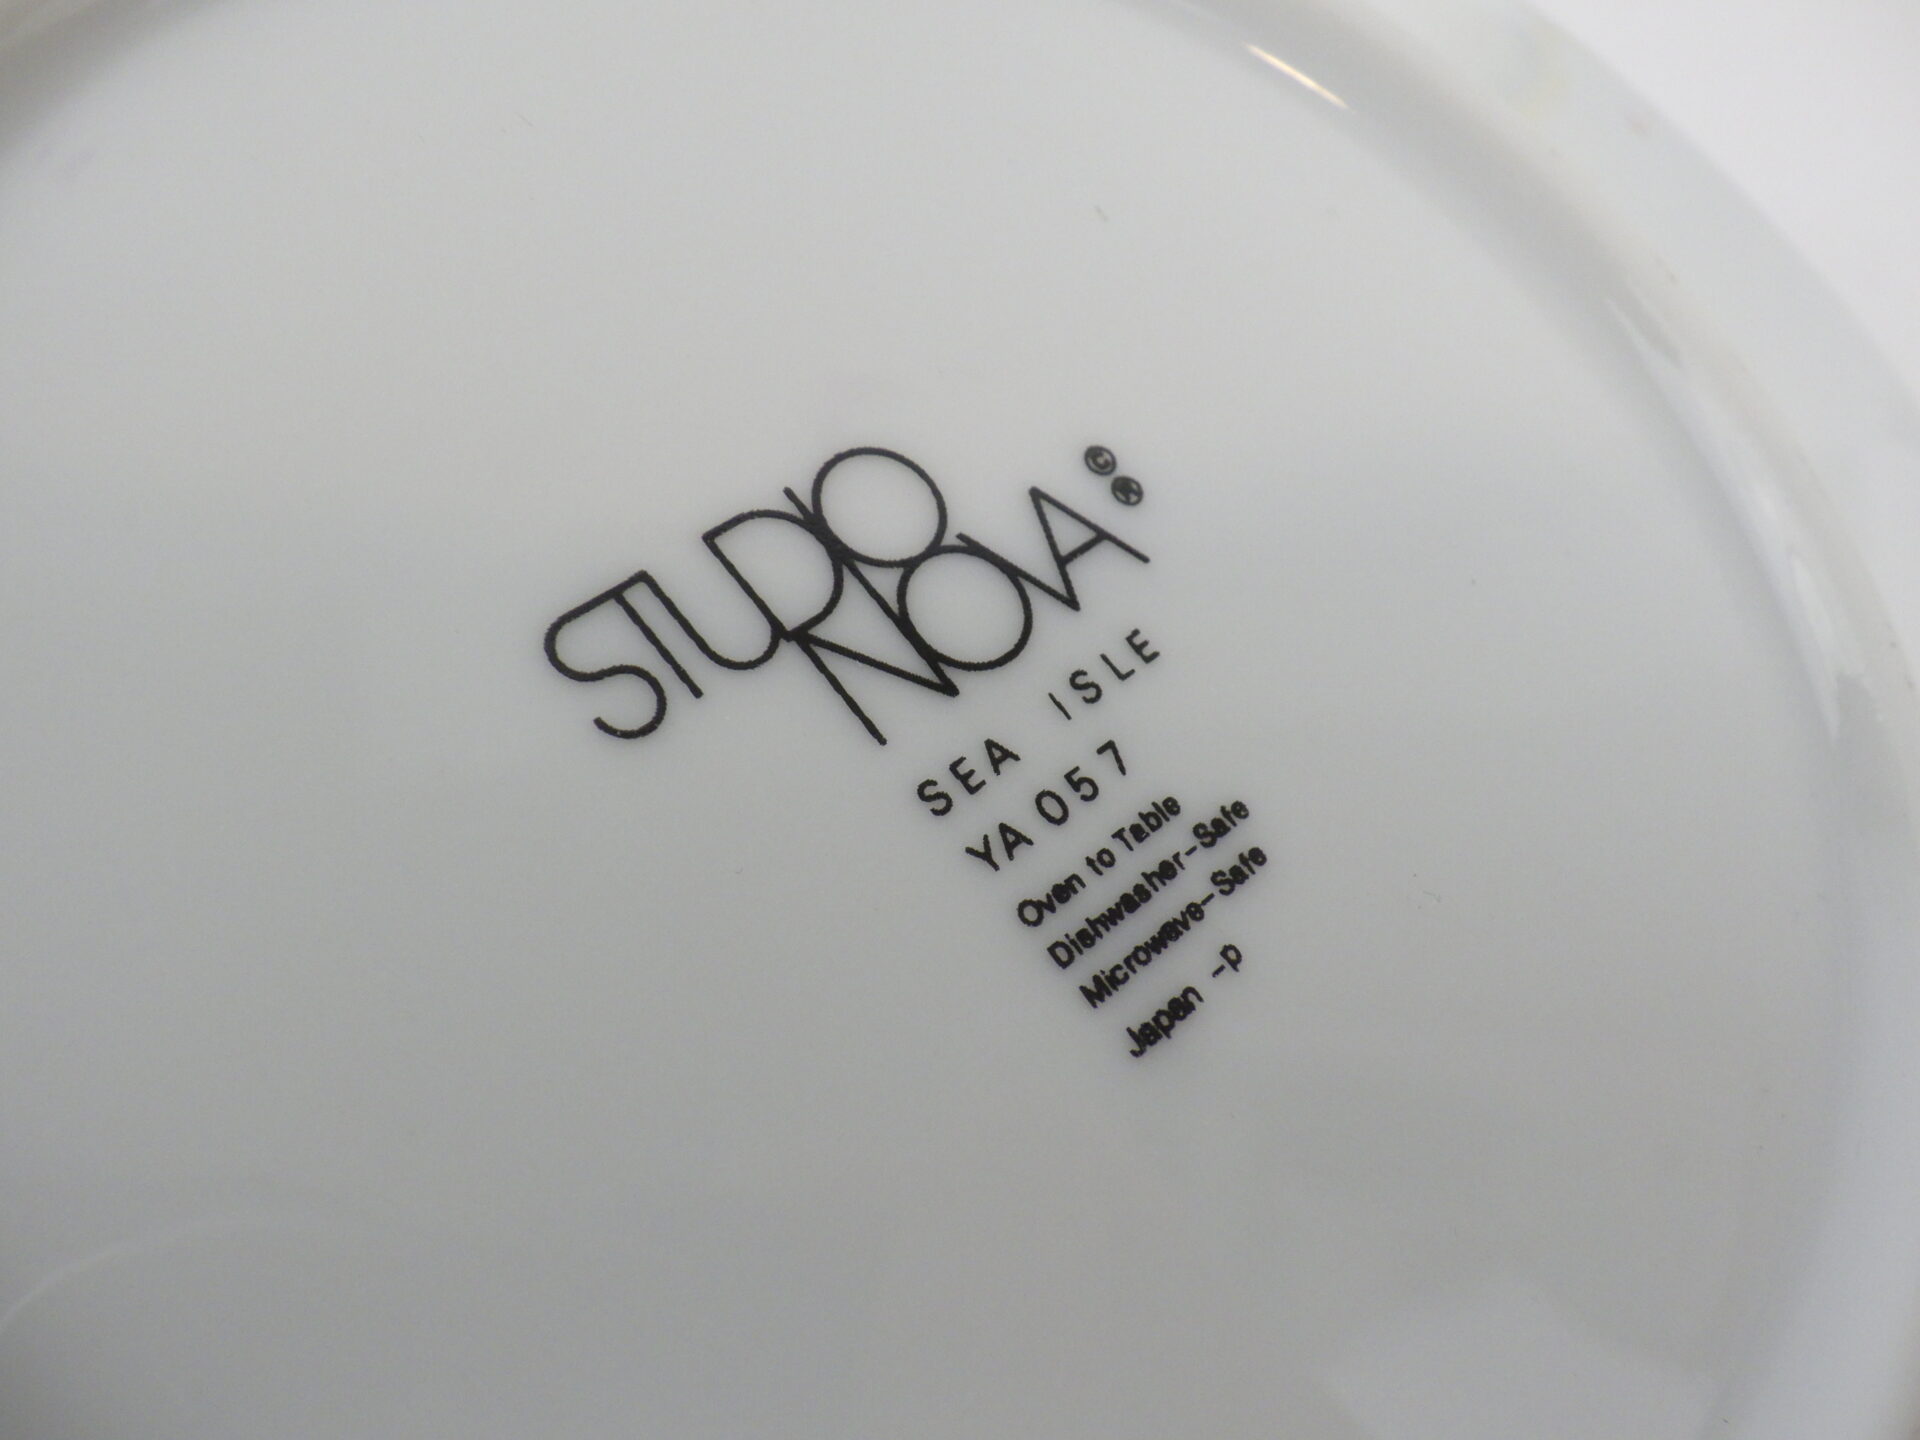 STUDIO
NOVA ©®
SEA ISLE
YA 057
Oven to Table
Dishwasher-Safe
Microwave-Safe
Japan -p